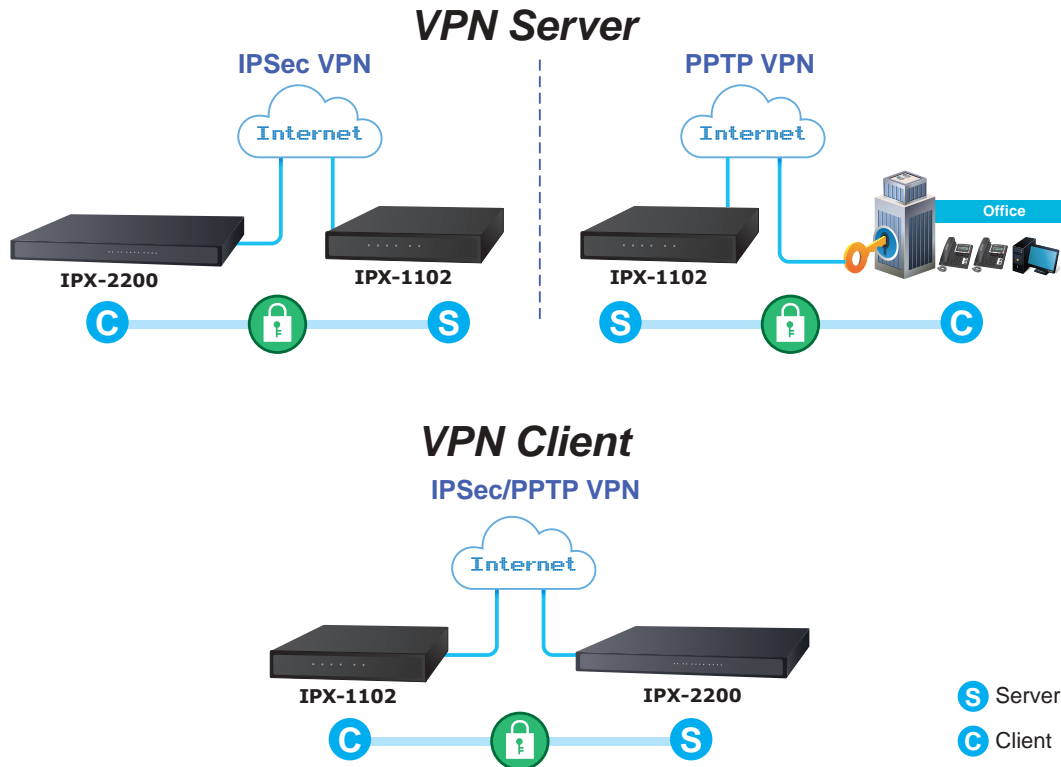 VPN Server
IPSec VPN
Internet
IPX-2200
IPX-1102
C
S
PPTP VPN
Internet
Office
IPX-1102
S
C
VPN Client
IPSec/PPTP VPN
Internet
IPX-1102
IPX-2200
C
S
S Server
C Client